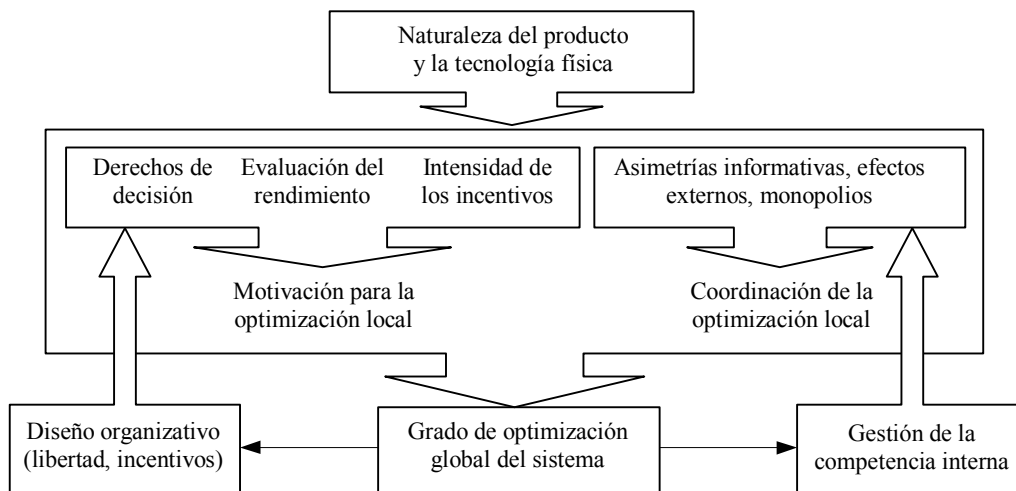 Naturaleza del producto
y la tecnología física
Derechos de
decisión
Evaluación del
rendimiento
Intensidad de
los incentivos
Asimetrías informativas, efectos
externos, monopolios
Motivación para la
optimización local
Coordinación de la
optimización local
Diseño organizativo
(libertad, incentivos)
Grado de optimización
global del sistema
Gestión de la
competencia interna